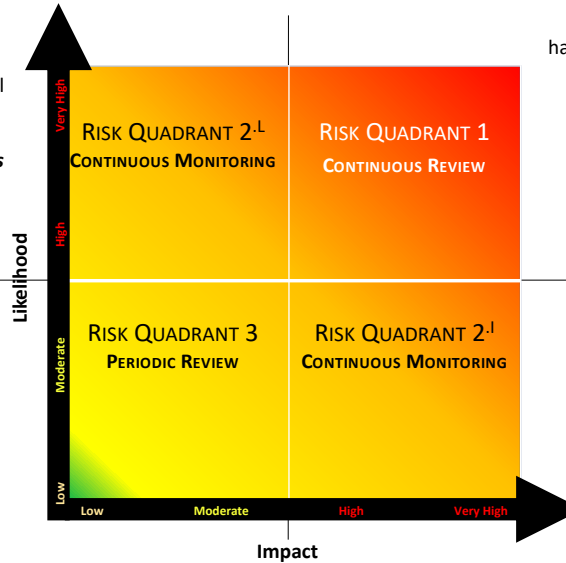 ha
l
s
Very High
High
Moderate
Low
Likelihood
RISK QUADRANT 2.L
CONTINUOUS MONITORING
RISK QUADRANT 1
CONTINUOUS REVIEW
RISK QUADRANT 3
PERIODIC REVIEW
RISK QUADRANT 2.I
CONTINUOUS MONITORING
Low Moderate High Very High
Impact